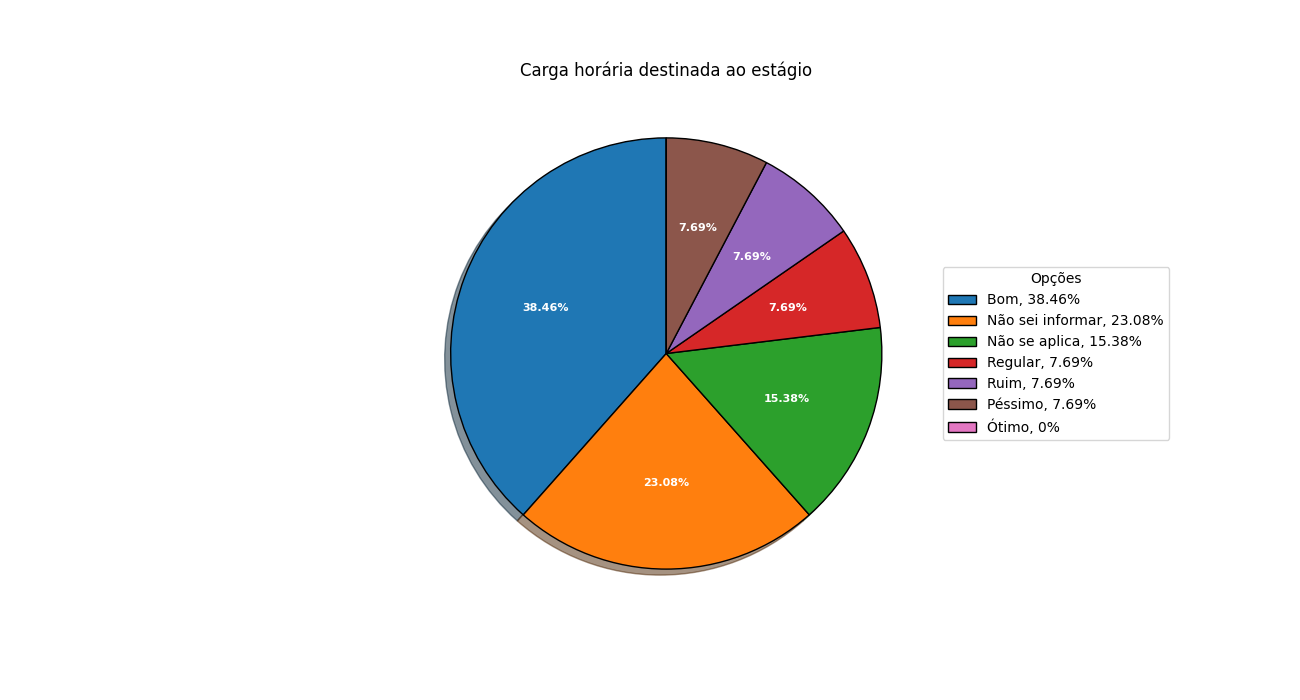 Carga horária destinada ao estágio
7.69%
7.69%
38.46%
7.69%
15.38%
23.08%
Opções
Bom, 38.46%
Não sei informar, 23.08%
Não se aplica, 15.38%
Regular, 7.69%
Ruim, 7.69%
Péssimo, 7.69%
Ótimo, 0%